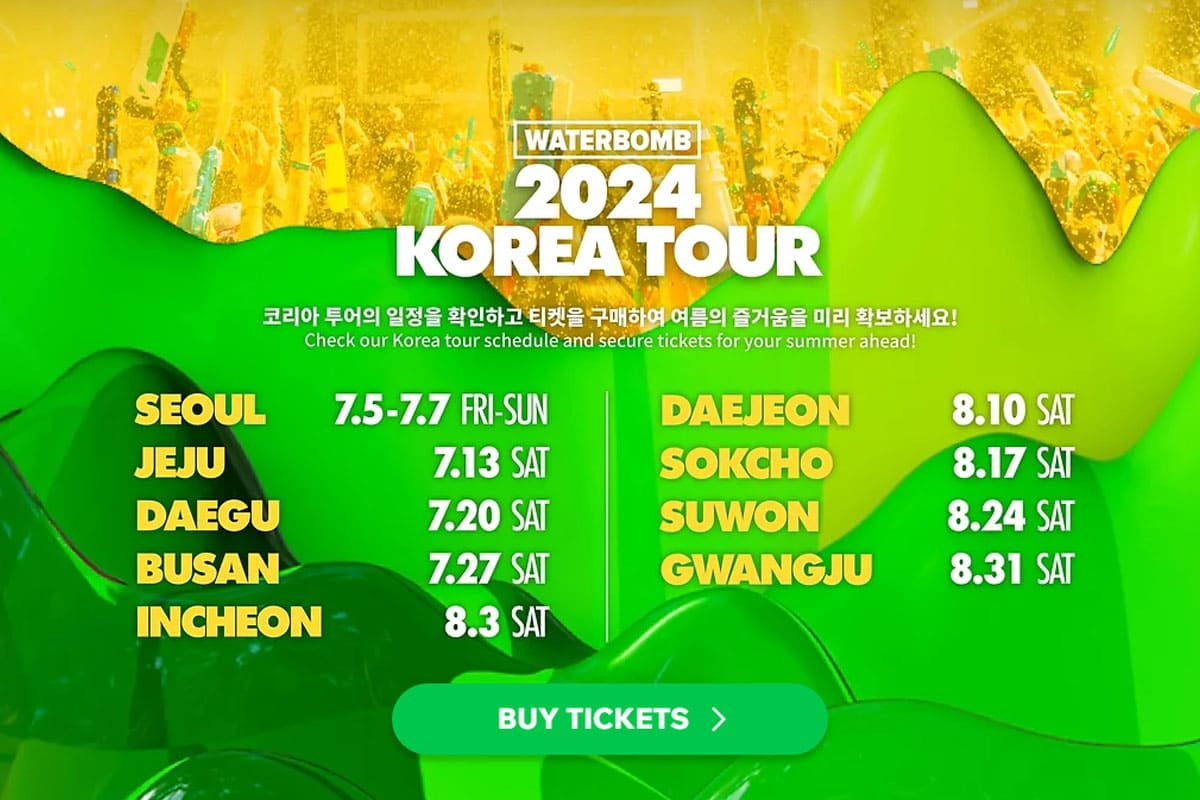 WATERBOMB
2024
KOREA TOUR
코리아 투어의 일정을 확인하고 티켓을 구매하여 여름의 즐거움을 미리 확보하세요!
Check our Korea tour schedule and secure tickets for your summer ahead!
SEOUL 7.5-7.7 FRI-SUN
JEJU 7.13 SAT
DAEGU 7.20 SAT
BUSAN 7.27 SAT
INCHEON 8.3 SAT
DAEJEON 8.10 SAT
SOKCHO 8.17 SAT
SUWON 8.24 SAT
GWANGJU 8.31 SAT
BUY TICKETS >